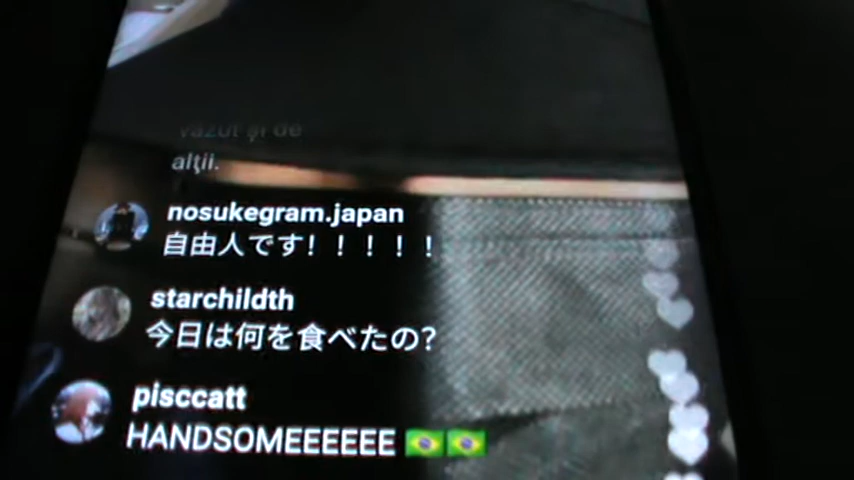 văzut și de
alții.
nosukegram.japan
自由人です！！！！！
starchildth
今日は何を食べたの?
pisccatt
HANDSOMEEEEEE 🇧🇷🇧🇷